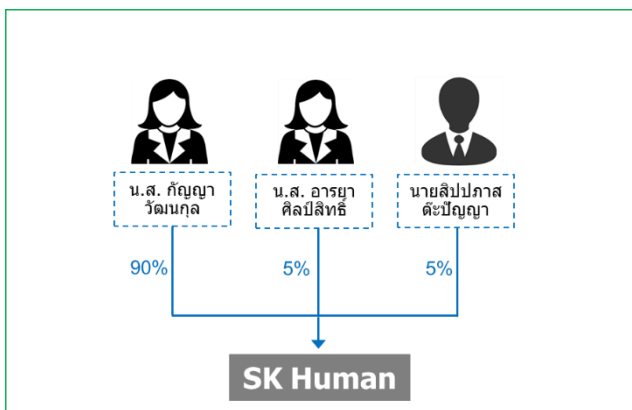 น.ส. กัญญา
วัฒนกุล
น.ส. อารยา
ศิลป์สิทธิ์
นายสิปปภาส
ต๊ะปัญญา
90%
5%
5%
SK Human